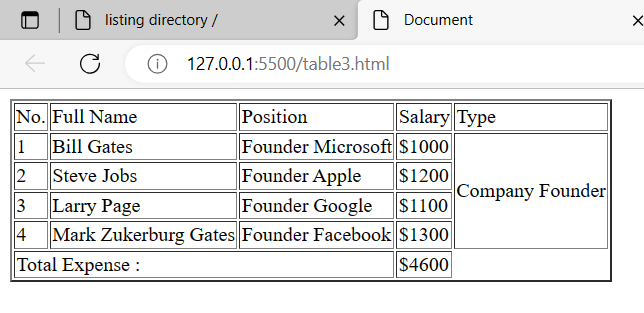 listing directory /
Document
127.0.0.1:5500/table3.html
No. Full Name Position Salary Type
1 Bill Gates Founder Microsoft $1000
2 Steve Jobs Founder Apple $1200
Company Founder
3 Larry Page Founder Google $1100
4 Mark Zukerburg Gates Founder Facebook $1300
Total Expense : $4600